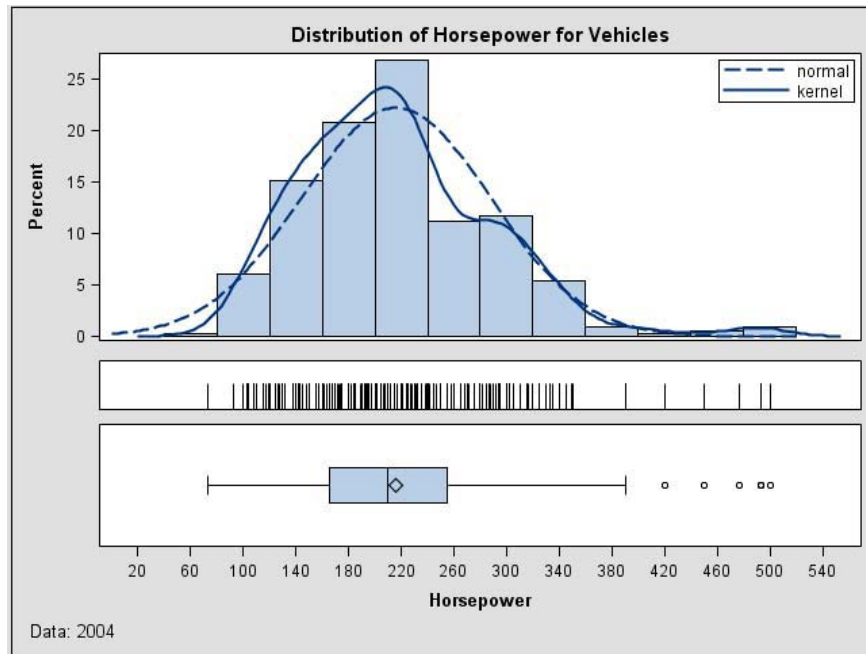 Distribution of Horsepower for Vehicles
normal
kernel
Percent
25
20
15
10
5
0
20 60 100 140 180 220 260 300 340 380 420 460 500 540
Horsepower
Data: 2004